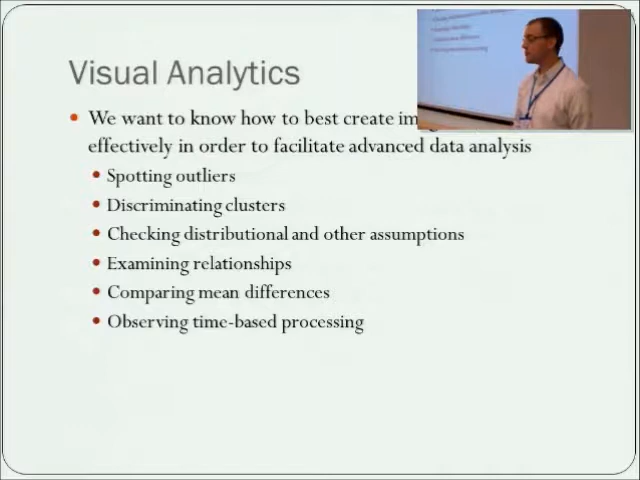 Visual Analytics
We want to know how to best create
effectively in order to facilitate advanced data analysis
Spotting outliers
Discriminating clusters
Checking distributional and other assumptions
Examining relationships
Comparing mean differences
Observing time-based processing